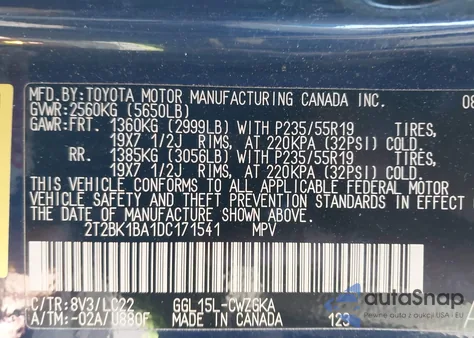 MFD.BY:TOYOTA MOTOR MANUFACTURING CANADA INC. 08
GVWR:2560KG (5650LB)
GAWR:FRT. 1360KG (2999LB) WITH P235/55R19 TIRES,
19X7 1/2J RIMS, AT 220KPA (32PSI) COLD.
RR. 1385KG (3056LB) WITH P235/55R19 TIRES,
19X7 1/2J RIMS, AT 220KPA (32PSI) COLD.
THIS VEHICLE CONFORMS TO ALL APPLICABLE FEDERAL MOTOR
VEHICLE SAFETY AND THEFT PREVENTION STANDARDS IN EFFECT
THE DATE OF MANUFACTURE SHOWN ABOVE.
2T2BK1BA1DC171541 MPV
C/TR:8V3/LC22 GGL15L-CWZGKA
A/TM:-02A/U880F MADE IN CANADA 123
autoSnap